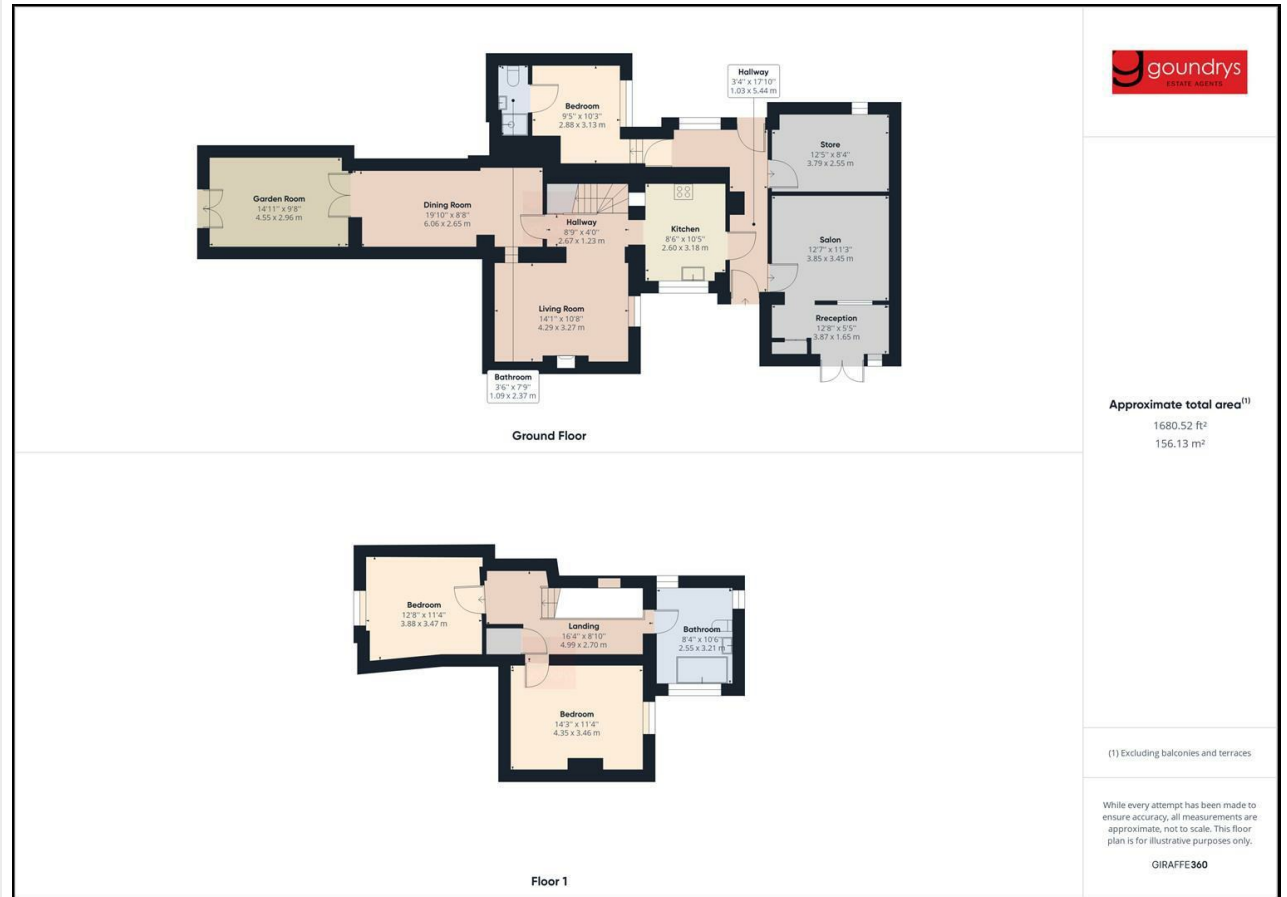 Hallway
3'4" x 17'10"
1.03 x 5.44 m
Bedroom
9'5" x 10'3"
2.88 x 3.13 m
Store
12'5" x 8'4"
3.79 x 2.55 m
Garden Room
14'11" x 9'8"
4.55 x 2.96 m
Dining Room
19'10" x 8'8"
6.06 x 2.65 m
Hallway
8'9" x 4'0"
2.67 x 1.23 m
Kitchen
8'6" x 10'5"
2.60 x 3.18 m
Salon
12'7" x 11'3"
3.85 x 3.45 m
Living Room
14'1" x 10'8"
4.29 x 3.27 m
Rreception
12'8" x 5'5"
3.87 x 1.65 m
Bathroom
3'6" x 7'9"
1.09 x 2.37 m
Ground Floor
Bedroom
12'8" x 11'4"
3.88 x 3.47 m
Landing
16'4" x 8'10"
4.99 x 2.70 m
Bathroom
8'4" x 10'6"
2.55 x 3.21 m
Bedroom
14'3" x 11'4"
4.35 x 3.46 m
Floor 1
goundrys
ESTATE AGENTS
Approximate total area(1)
1680.52 ft²
156.13 m²
(1) Excluding balconies and terraces
While every attempt has been made to
ensure accuracy, all measurements are
approximate, not to scale. This floor
plan is for illustrative purposes only.
GIRAFFE360